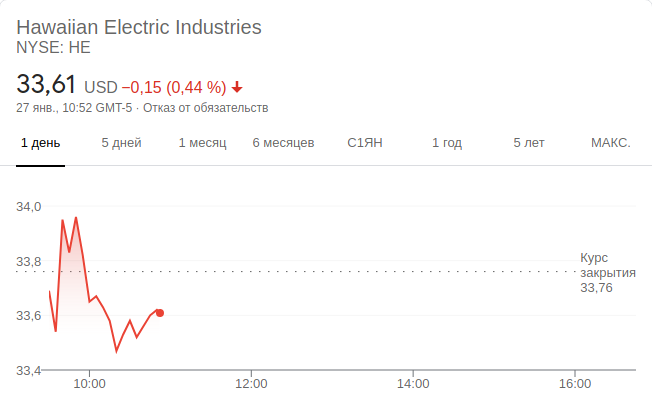 Hawaiian Electric Industries
NYSE: HE
33,61 USD −0,15 (0,44 %)
27 янв., 10:52 GMT-5 · Отказ от обязательств
1 день 5 дней 1 месяц 6 месяцев С1ЯН 1 год 5 лет МАКС.
34,0
33,8
33,6
33,4
Курс
закрытия
33,76
10:00 12:00 14:00 16:00